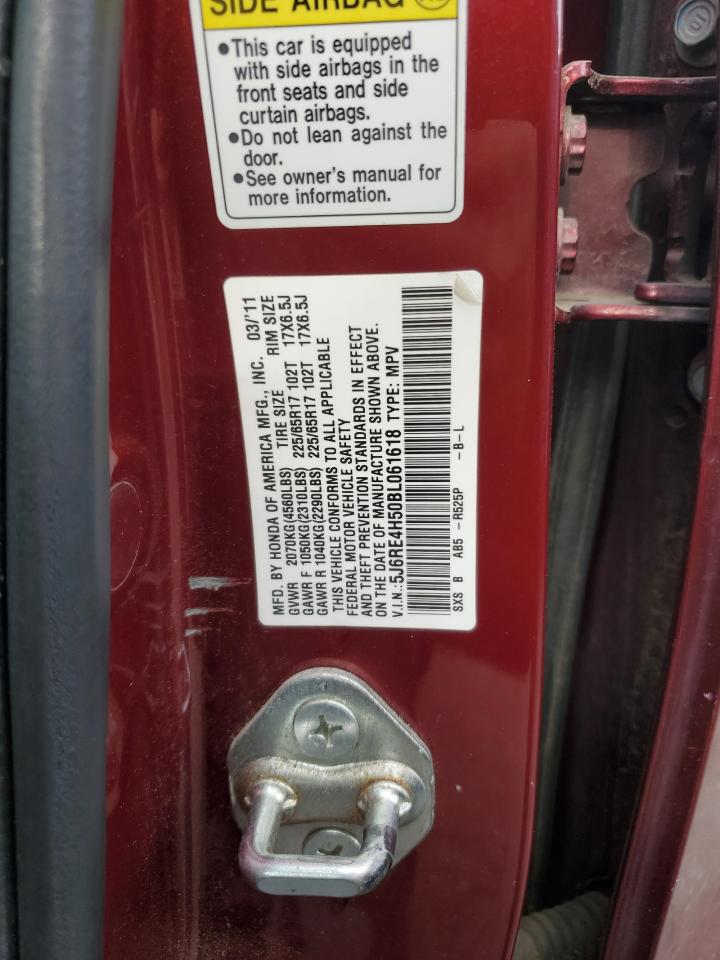 SIDE AIRBAG
•This car is equipped
with side airbags in the
front seats and side
curtain airbags.
•Do not lean against the
door.
•See owner's manual for
more information.
MFD. BY HONDA OF AMERICA MFG., INC. 03/'11
TIRE SIZE RIM SIZE
GVWR 2070KG(4560LBS)
GAWR F 1050KG(2310LBS) 225/65R17 102T 17X6.5J
GAWR R 1040KG(2290LBS) 225/65R17 102T 17X6.5J
THIS VEHICLE CONFORMS TO ALL APPLICABLE
FEDERAL MOTOR VEHICLE SAFETY
AND THEFT PREVENTION STANDARDS IN EFFECT
ON THE DATE OF MANUFACTURE SHOWN ABOVE.
V.I.N.:5J6RE4H50BL061618 TYPE: MPV
SXS B AB5 -R525P -B-L